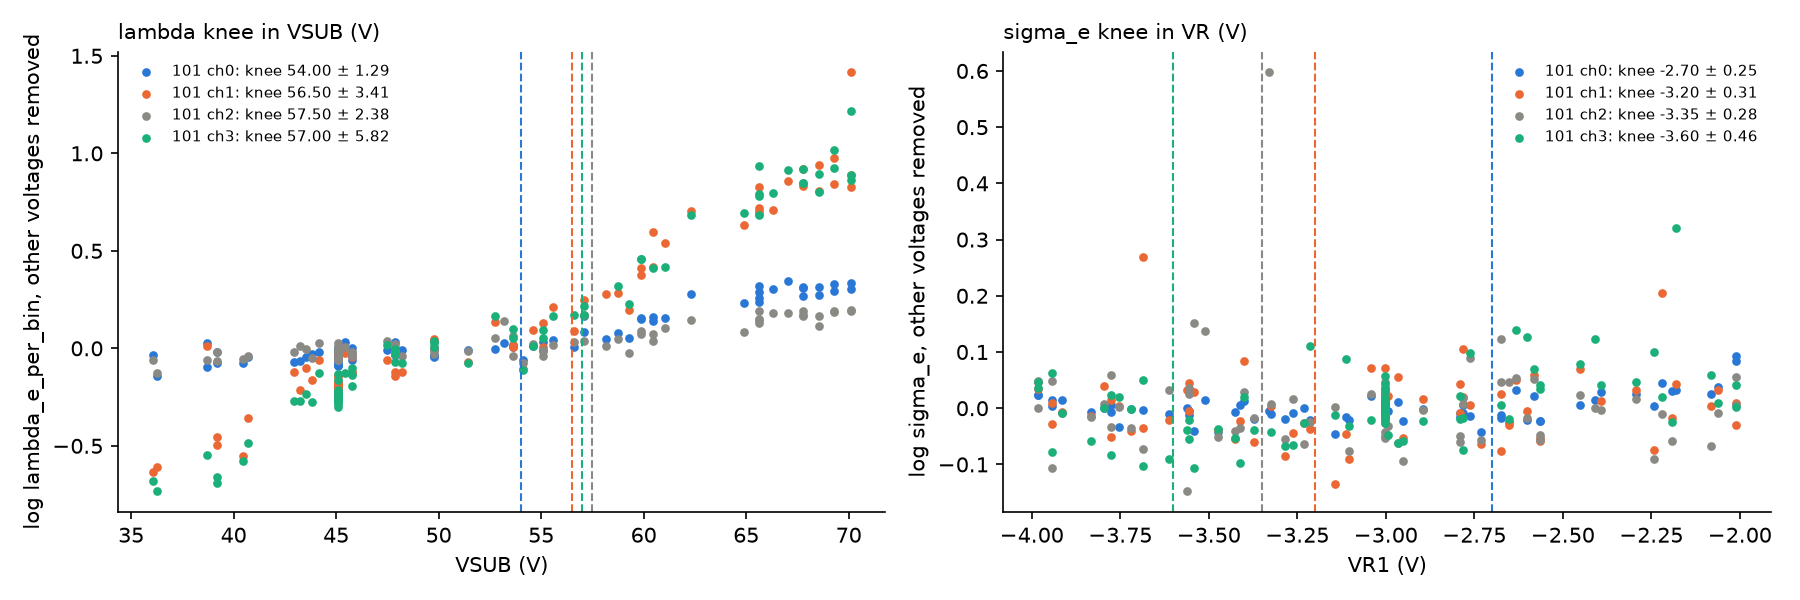 lambda knee in VSUB (V)
log lambda_e_per_bin, other voltages removed
1.5
1.0
0.5
0.0
−0.5
101 ch0: knee 54.00 ± 1.29
101 ch1: knee 56.50 ± 3.41
101 ch2: knee 57.50 ± 2.38
101 ch3: knee 57.00 ± 5.82
35 40 45 50 55 60 65 70
VSUB (V)
sigma_e knee in VR (V)
log sigma_e, other voltages removed
0.6
0.5
0.4
0.3
0.2
0.1
0.0
−0.1
101 ch0: knee -2.70 ± 0.25
101 ch1: knee -3.20 ± 0.31
101 ch2: knee -3.35 ± 0.28
101 ch3: knee -3.60 ± 0.46
−4.00 −3.75 −3.50 −3.25 −3.00 −2.75 −2.50 −2.25 −2.00
VR1 (V)